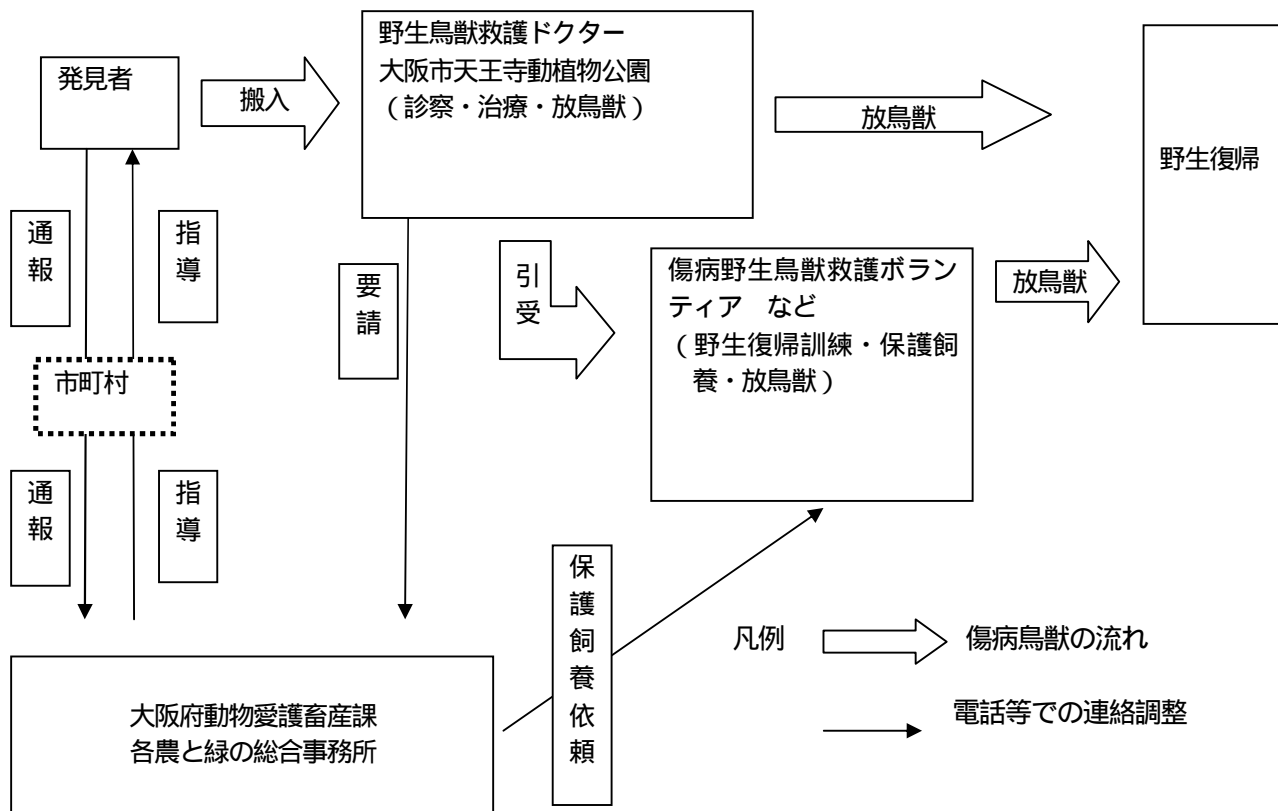 発見者
搬入
野生鳥獣救護ドクター
大阪市天王寺動植物公園
（診察・治療・放鳥獣）
放鳥獣
野生復帰
通報
指導
要請
引受
傷病野生鳥獣救護ボラン
ティア　など
（野生復帰訓練・保護飼
養・放鳥獣）
放鳥獣
市町村
通報
指導
保護飼養依頼
凡例
傷病鳥獣の流れ
電話等での連絡調整
大阪府動物愛護畜産課
各農と緑の総合事務所